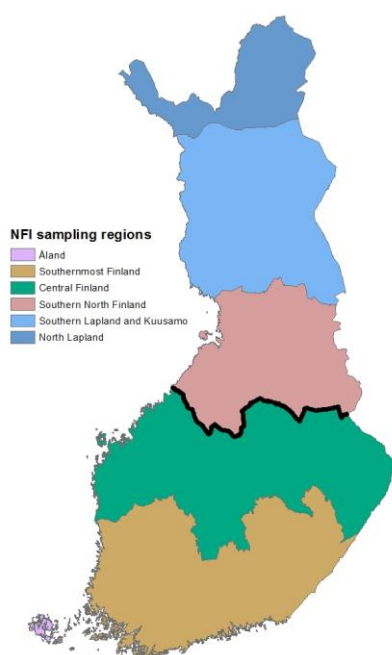 NFI sampling regions
Åland
Southernmost Finland
Central Finland
Southern North Finland
Southern Lapland and Kuusamo
North Lapland